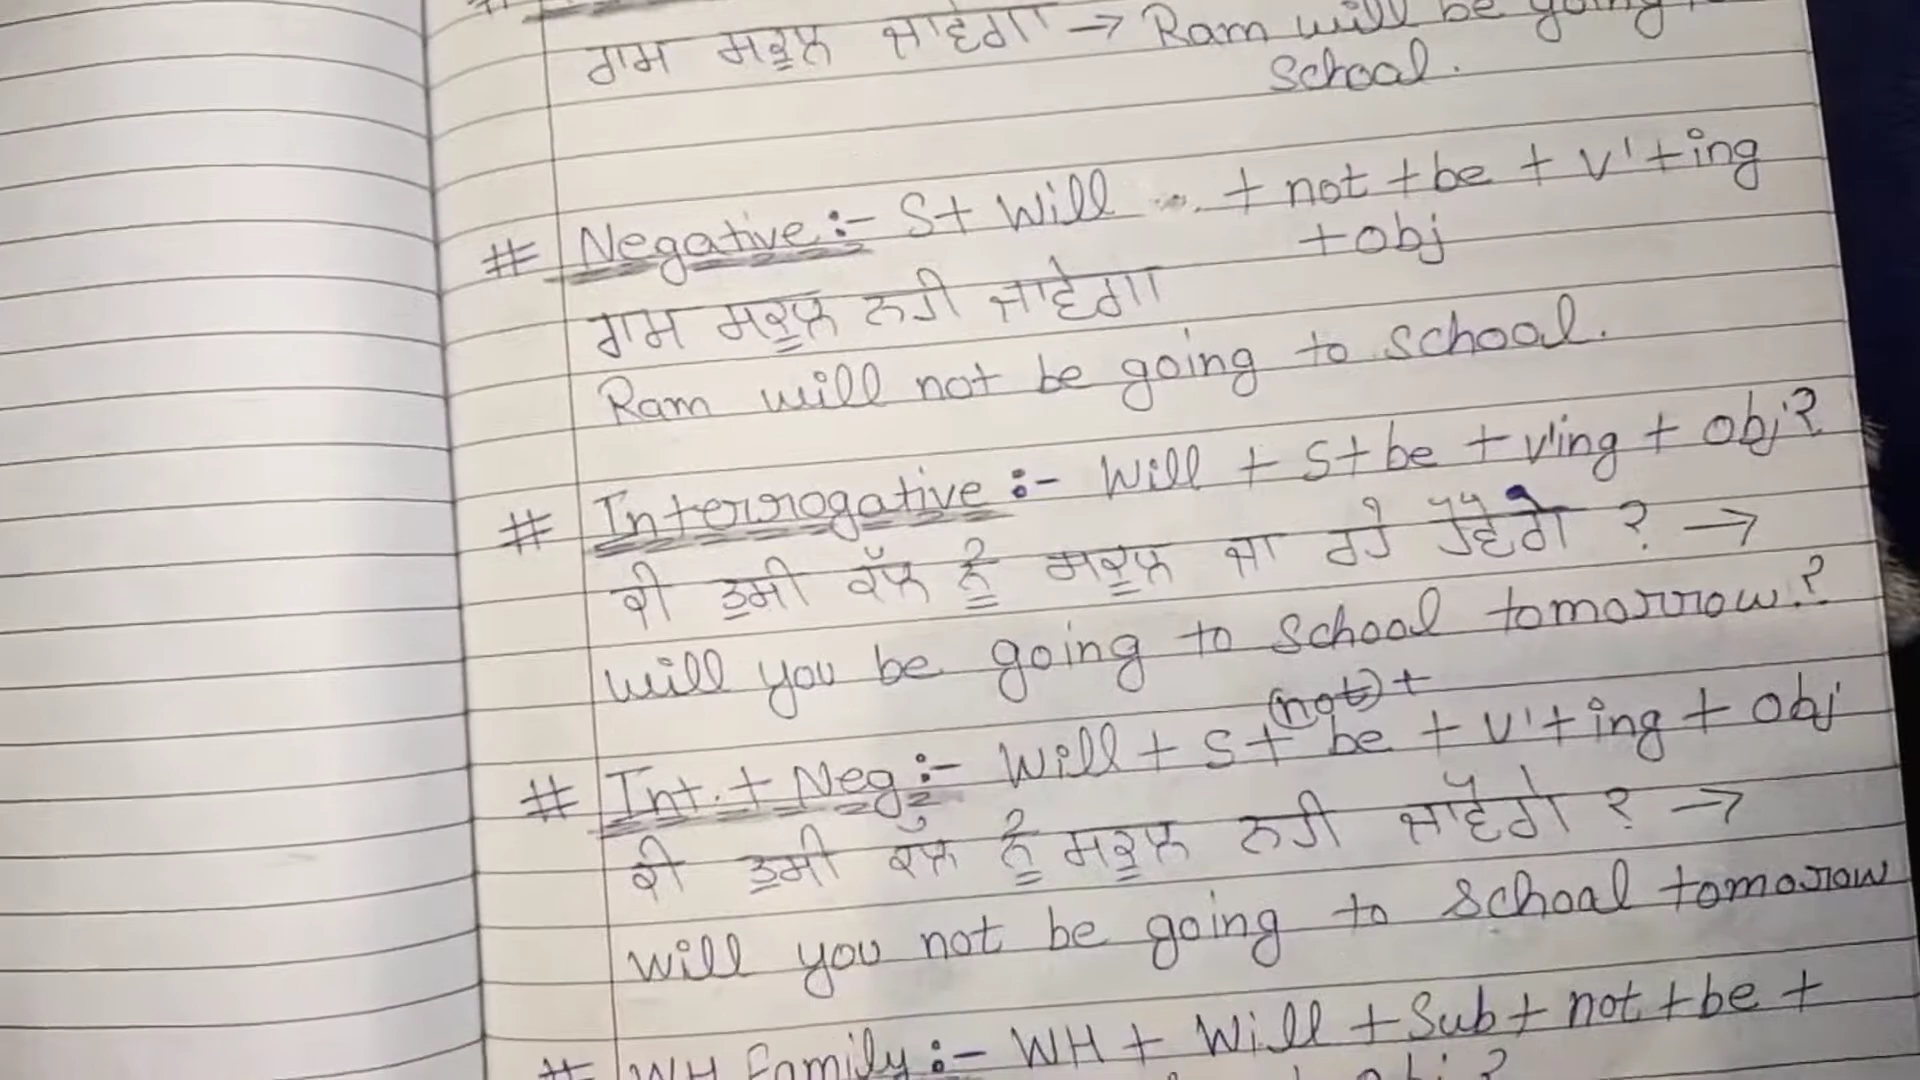 ਰਾਮ ਸਕੂਲ ਜਾਵੇਗਾ → Ram will be going
School.
# Negative :- S + Will + not + be + V' + ing
+ obj
ਰਾਮ ਸਕੂਲ ਨਹੀ ਜਾਵੇਗਾ
Ram will not be going to school.
# Interrogative :- Will + S + be + V'ing + obj ?
ਕੀ ਤੁਸੀ ਕੱਲ ਨੂੰ ਸਕੂਲ ਜਾ ਰਹੇ ਹੋਵੋਗੇ ? →
will you be going to school tomorrow?
(not) +
# Int. + Neg :- Will + S + be + V' + ing + obj
ਕੀ ਤੁਸੀ ਕੱਲ ਨੂੰ ਸਕੂਲ ਨਹੀ ਜਾਵੋਗੇ ? →
will you not be going to school tomorrow
# WH Family :- WH + Will + Sub + not + be +
obj ?